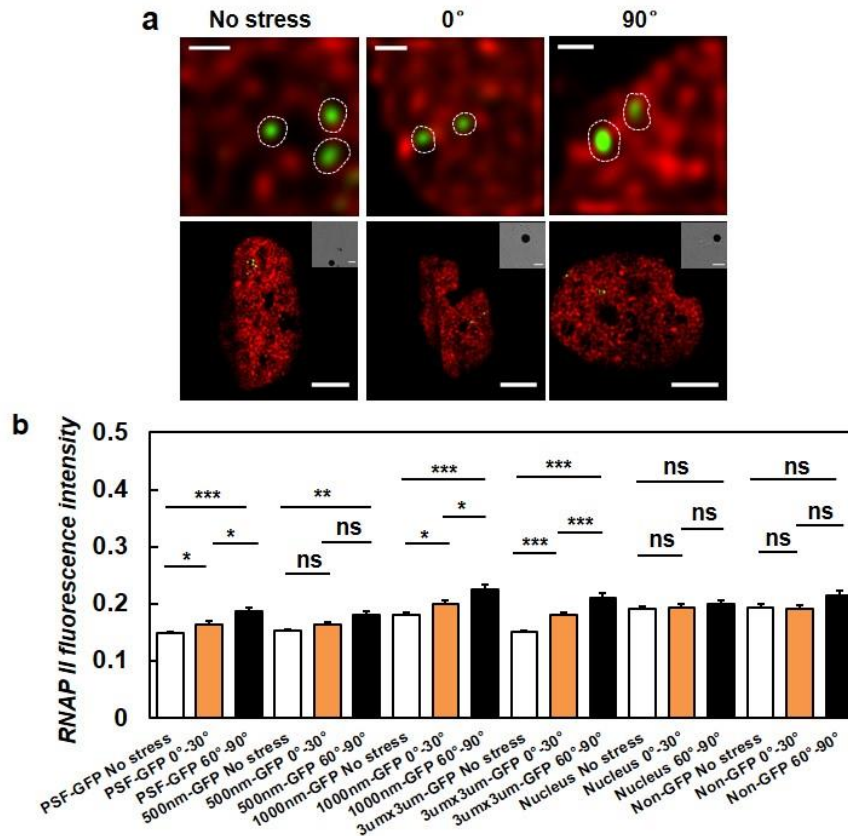 a
No stress 0° 90°
b
RNAP II fluorescence intensity
0.5
0.4
0.3
0.2
0.1
0
***
*
*
**
ns
ns
***
*
*
***
***
***
ns
ns
ns
ns
ns
ns
PSF-GFP No stress
PSF-GFP 0°-30°
PSF-GFP 60°-90°
500nm-GFP No stress
500nm-GFP 0°-30°
500nm-GFP 60°-90°
1000nm-GFP No stress
1000nm-GFP 0°-30°
1000nm-GFP 60°-90°
3umx3um-GFP No stress
3umx3um-GFP 0°-30°
3umx3um-GFP 60°-90°
Nucleus No stress
Nucleus 0°-30°
Nucleus 60°-90°
Non-GFP No stress
Non-GFP 0°-30°
Non-GFP 60°-90°